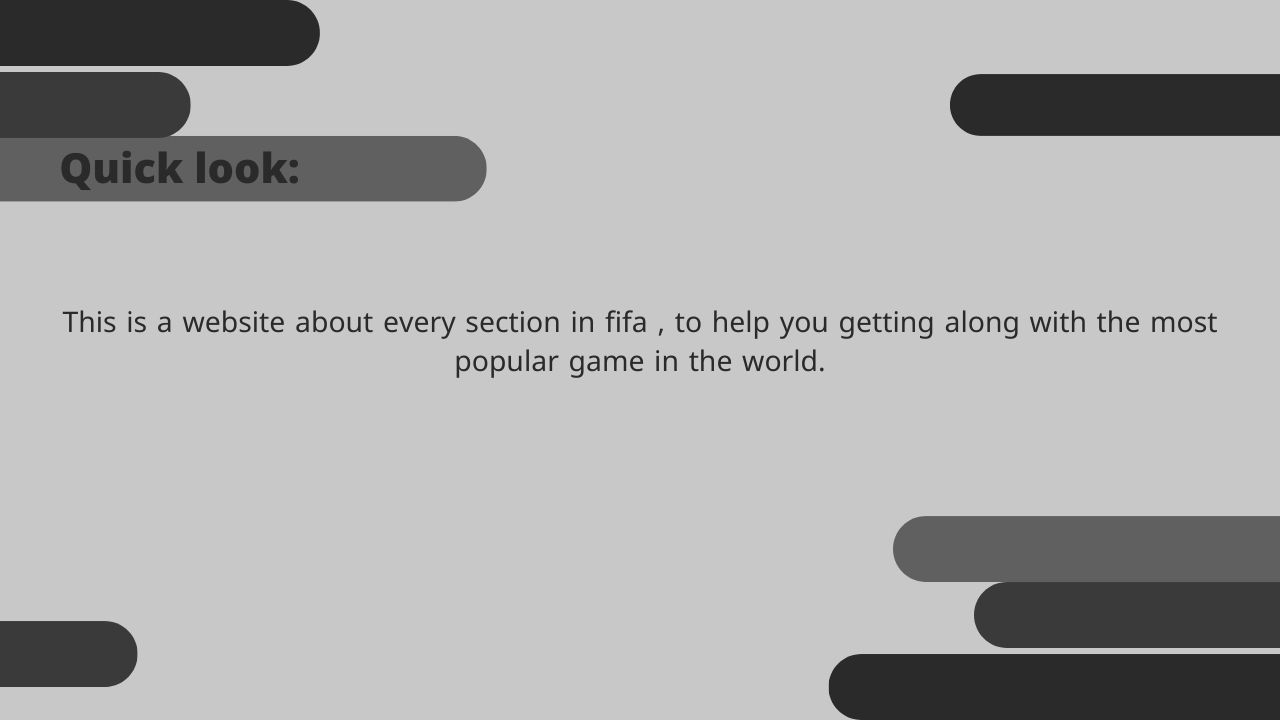 Quick look:
This is a website about every section in fifa , to help you getting along with the most
popular game in the world.